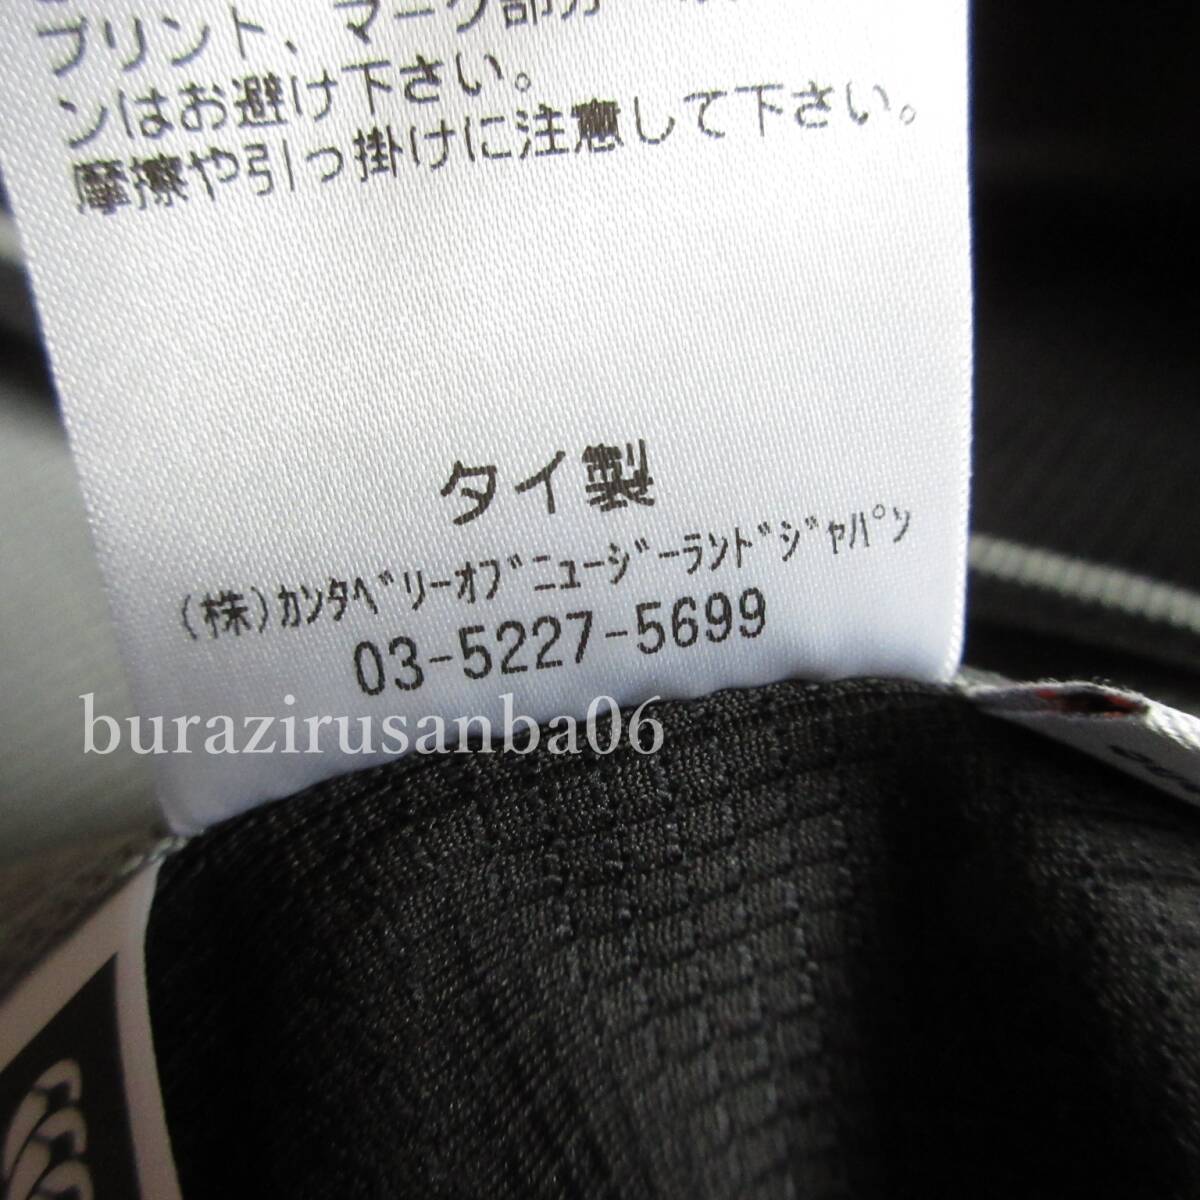 プリント、マーク部分
ンはお避け下さい。
摩擦や引っ掛けに注意して下さい。
タイ製
(株)ｶﾝﾀﾍﾞﾘｰｵﾌﾞﾆｭｰｼﾞｰﾗﾝﾄﾞｼﾞｬﾊﾟﾝ
03-5227-5699
burazirusanba06